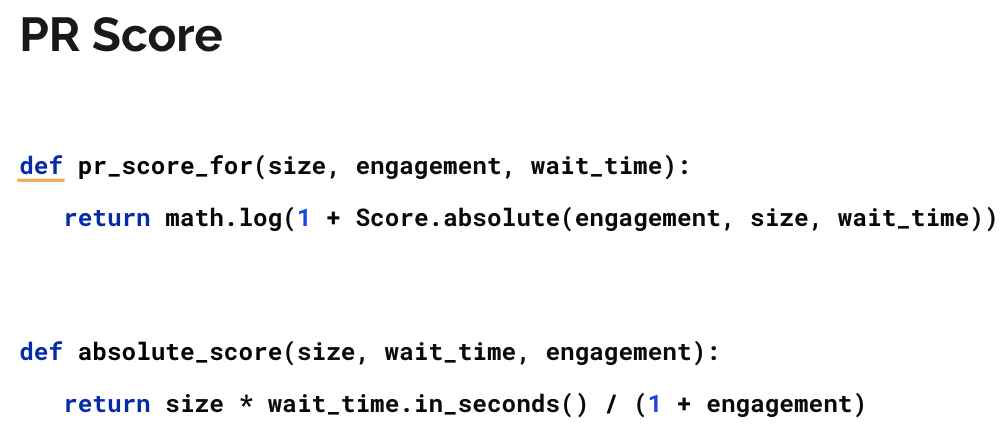 PR Score
def pr_score_for(size, engagement, wait_time):
return math.log(1 + Score.absolute(engagement, size, wait_time))
def absolute_score(size, wait_time, engagement):
return size * wait_time.in_seconds() / (1 + engagement)